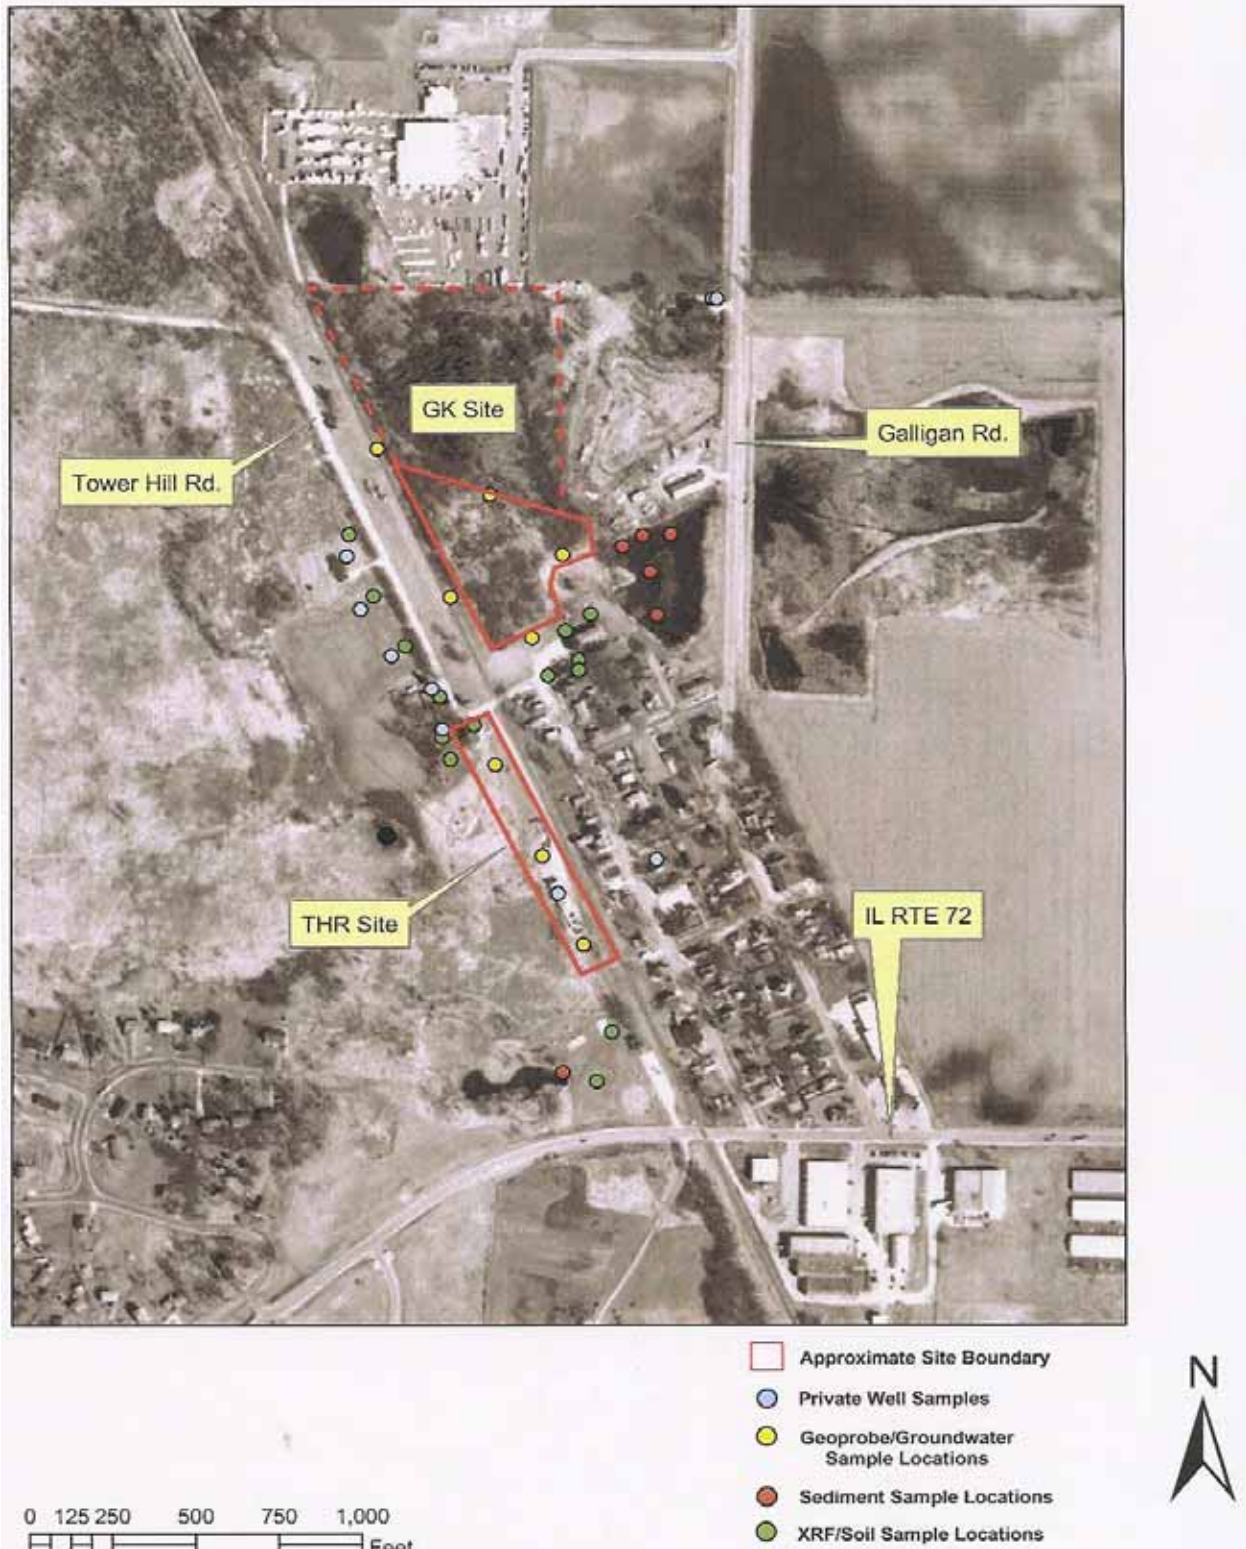 GK Site
Galligan Rd.
Tower Hill Rd.
THR Site
IL RTE 72
Approximate Site Boundary
Private Well Samples
Geoprobe/Groundwater
Sample Locations
Sediment Sample Locations
XRF/Soil Sample Locations
N
0 125 250 500 750 1,000
Feet